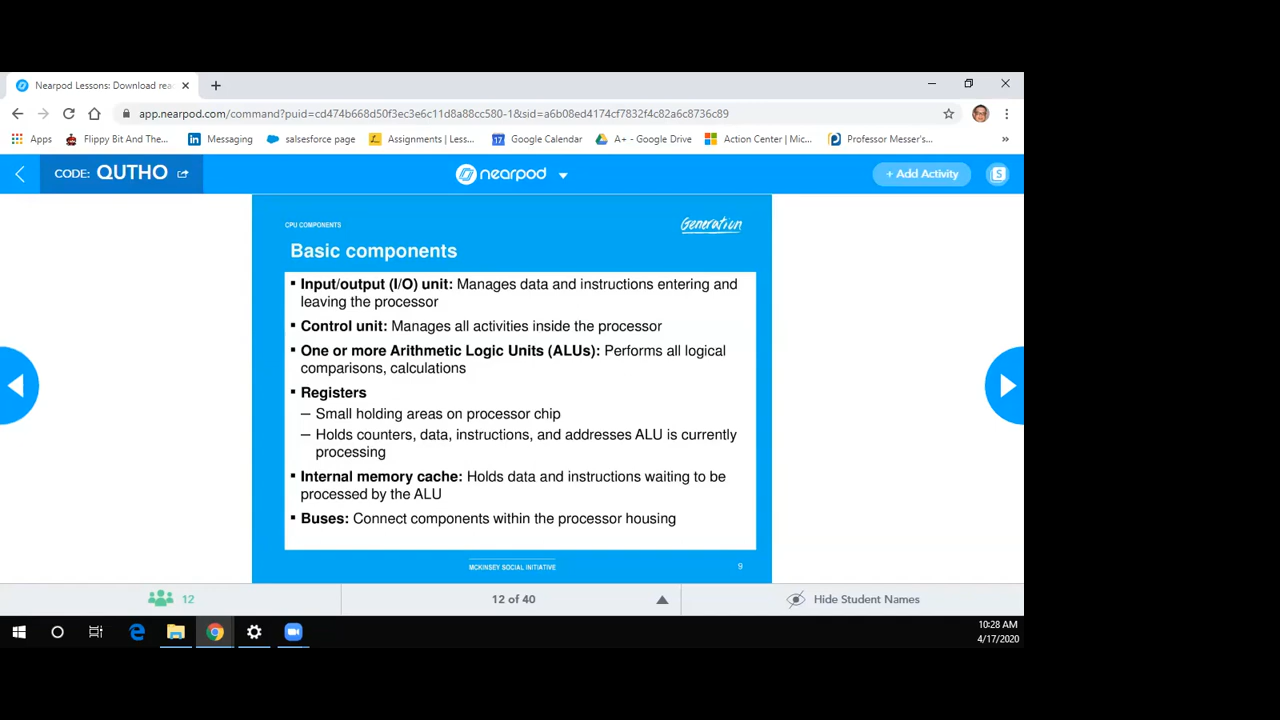 Nearpod Lessons: Download rea
app.nearpod.com/command?puid=cd474b668d50f3ec3e6c11d8a88cc580-1&sid=a6b08ed4174cf7832f4c82a6c8736c89
Apps Flippy Bit And The... Messaging salsesforce page Assignments | Less... Google Calendar A+ - Google Drive Action Center | Mic... Professor Messer's... »
CODE: QUTHO nearpod + Add Activity S
CPU COMPONENTS Generation
Basic components
▪ Input/output (I/O) unit: Manages data and instructions entering and
leaving the processor
▪ Control unit: Manages all activities inside the processor
▪ One or more Arithmetic Logic Units (ALUs): Performs all logical
comparisons, calculations
▪ Registers
– Small holding areas on processor chip
– Holds counters, data, instructions, and addresses ALU is currently
processing
▪ Internal memory cache: Holds data and instructions waiting to be
processed by the ALU
▪ Buses: Connect components within the processor housing
MCKINSEY SOCIAL INITIATIVE 9
12 12 of 40 Hide Student Names
10:28 AM
4/17/2020